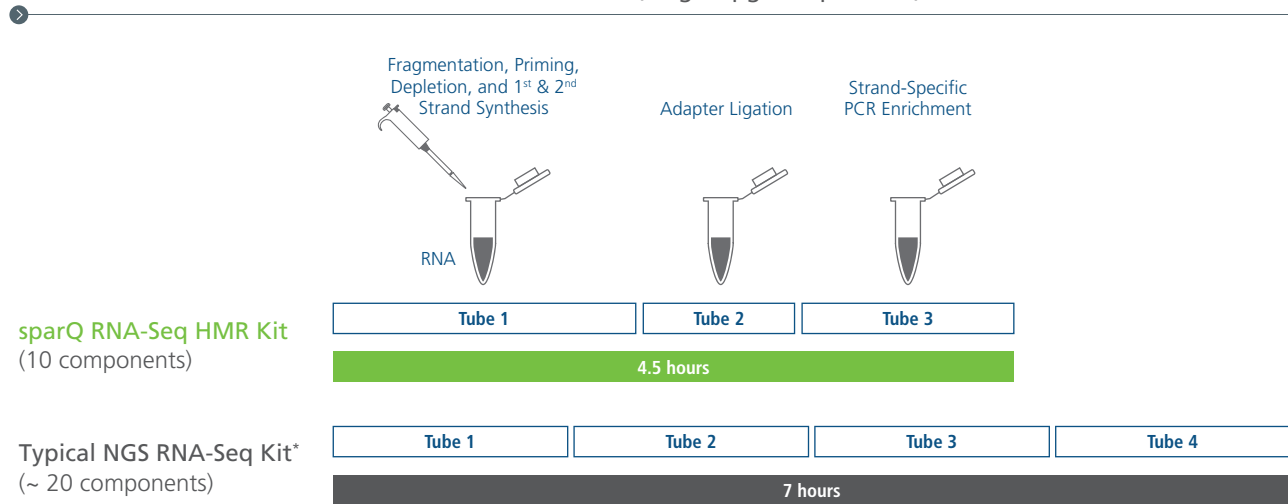 Fragmentation, Priming,
Depletion, and 1st & 2nd
Strand Synthesis
Adapter Ligation
Strand-Specific
PCR Enrichment
RNA
sparQ RNA-Seq HMR Kit
(10 components)
Tube 1
Tube 2
Tube 3
4.5 hours
Typical NGS RNA-Seq Kit*
(~ 20 components)
Tube 1
Tube 2
Tube 3
Tube 4
7 hours